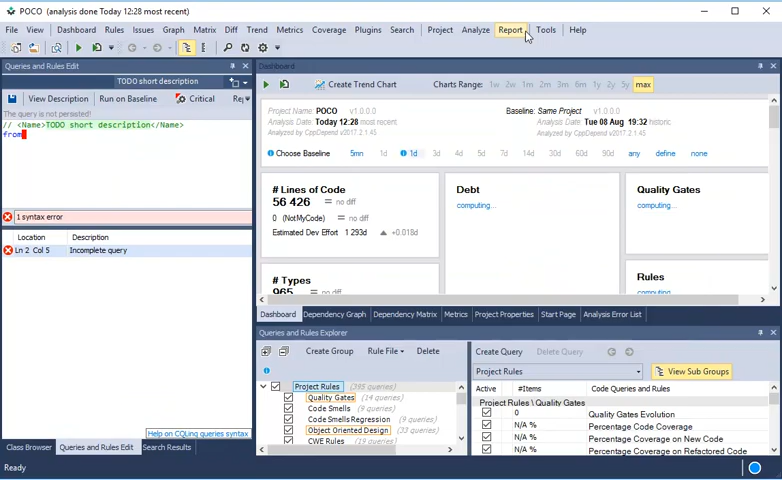 POCO (analysis done Today 12:28 most recent)
File View Dashboard Rules Issues Graph Matrix Diff Trend Metrics Coverage Plugins Search Project Analyze Report Tools Help
Queries and Rules Edit
TODO short description
View Description Run on Baseline Critical Re
The query is not persisted!
// <Name>TODO short description</Name>
from
1 syntax error
Location Description
Ln 2 Col 5 Incomplete query
Help on CQLinq queries syntax
Class Browser Queries and Rules Edit Search Results
Ready
Dashboard
Create Trend Chart Charts Range: 1w 2w 1m 2m 3m 6m 1y 2y 5y max
Project Name POCO v1.0.0.0
Analysis Date Today 12:28 most recent
Analyzed by CppDepend v2017.2.1.45
Baseline: Same Project v1.0.0.0
Analysis Date Tue 08 Aug 19:32 historic
Analyzed by CppDepend v2017.2.1.45
Choose Baseline 5mn 1d 1d 3d 4d 5d 7d 14d 30d 60d 90d any define none
# Lines of Code
56 426 = no diff
0 (NotMyCode) = no diff
Estimated Dev Effort 1 293d +0.018d
# Types
965 = no diff
Debt
computing...
Quality Gates
computing...
Rules
computing...
Dashboard Dependency Graph Dependency Matrix Metrics Project Properties Start Page Analysis Error List
Queries and Rules Explorer
Create Group Rule File Delete
Project Rules (395 queries)
Quality Gates (14 queries)
Code Smells (9 queries)
Code Smells Regression (9 queries)
Object Oriented Design (33 queries)
CWE Rules (19 queries)
Create Query Delete Query
Project Rules View Sub Groups
Active #Items Code Queries and Rules
Project Rules \ Quality Gates
0 Quality Gates Evolution
N/A % Percentage Code Coverage
N/A % Percentage Coverage on New Code
N/A % Percentage Coverage on Refactored Code